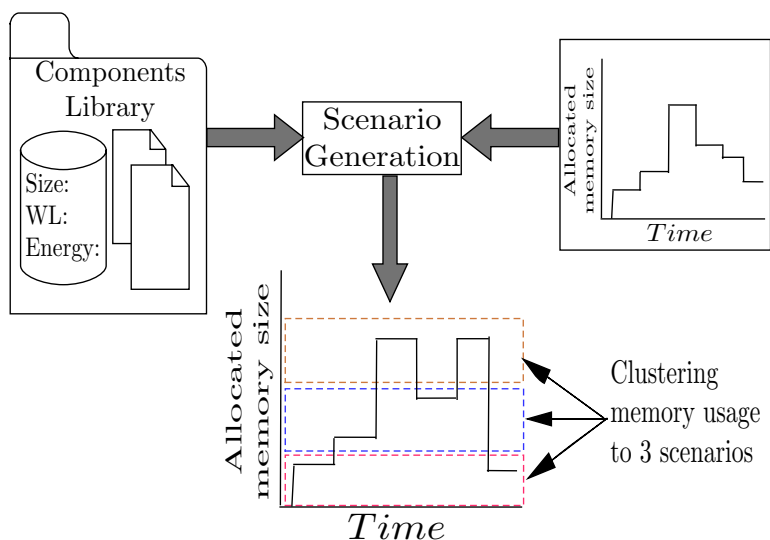 Components
Library
Size:
WL:
Energy:
Scenario
Generation
Allocated
memory size
Time
Allocated
memory size
Time
Clustering
memory usage
to 3 scenarios